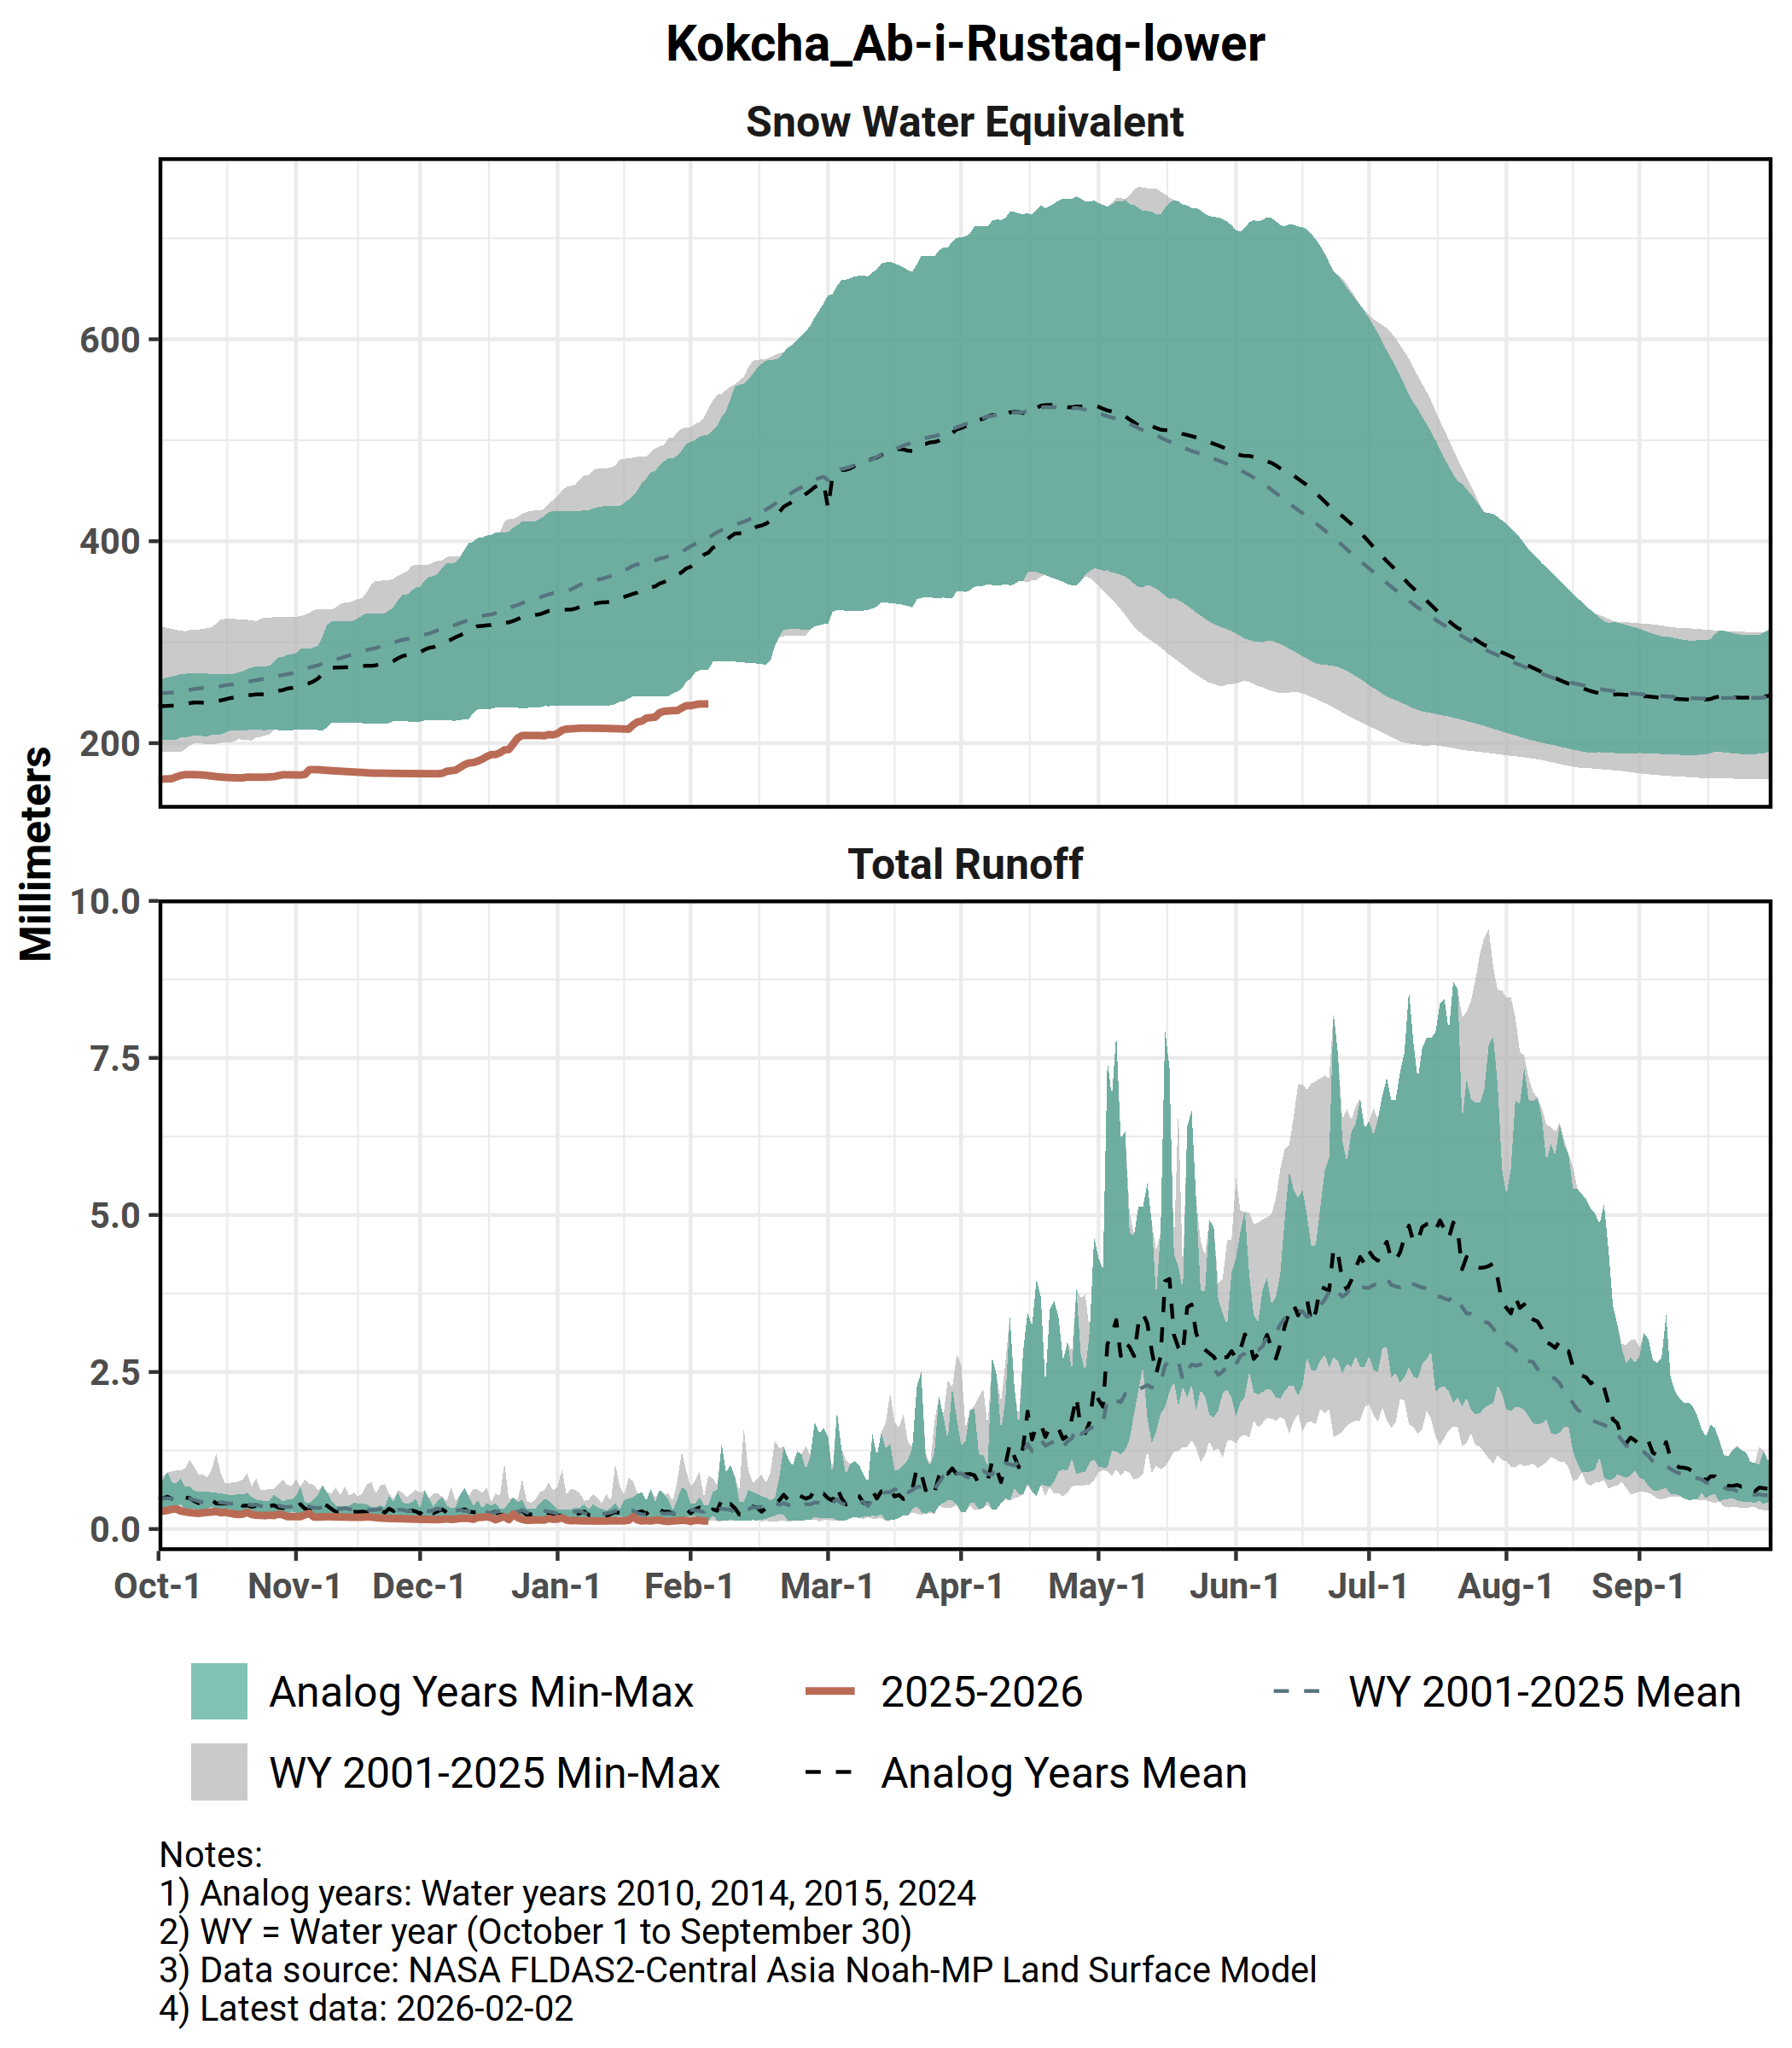 Kokcha_Ab-i-Rustaq-lower
Snow Water Equivalent
600
400
200
Millimeters
Total Runoff
10.0
7.5
5.0
2.5
0.0
Oct-1 Nov-1 Dec-1 Jan-1 Feb-1 Mar-1 Apr-1 May-1 Jun-1 Jul-1 Aug-1 Sep-1
Analog Years Min-Max 2025-2026 WY 2001-2025 Mean
WY 2001-2025 Min-Max Analog Years Mean
Notes:
1) Analog years: Water years 2010, 2014, 2015, 2024
2) WY = Water year (October 1 to September 30)
3) Data source: NASA FLDAS2-Central Asia Noah-MP Land Surface Model
4) Latest data: 2026-02-02